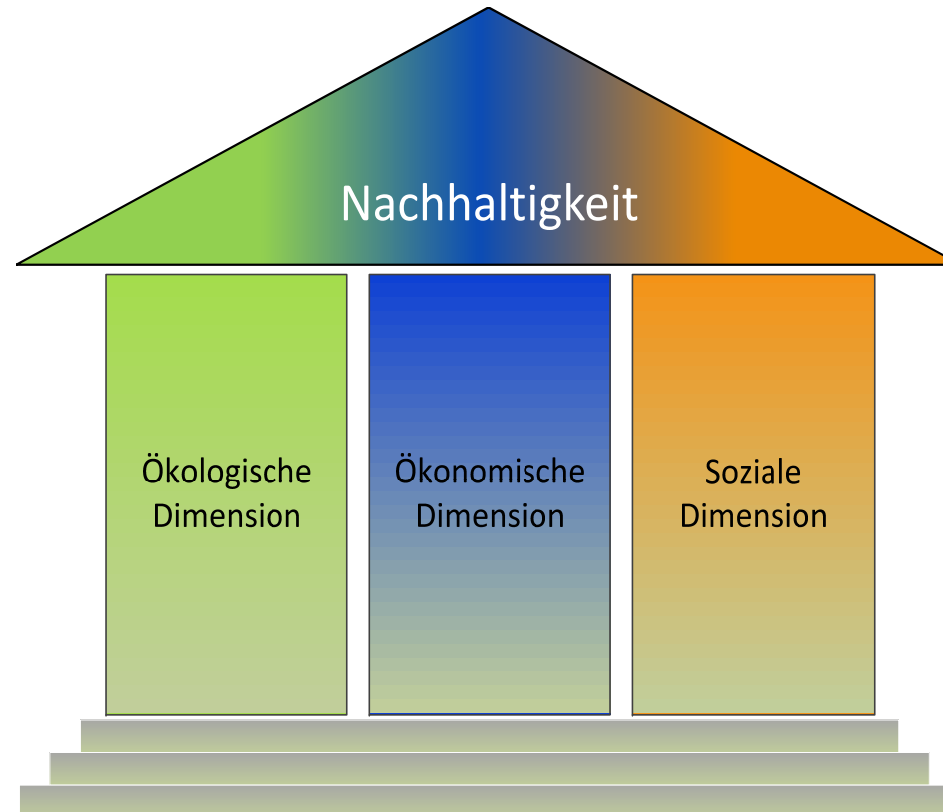 Nachhaltigkeit
Ökologische
Dimension
Ökonomische
Dimension
Soziale
Dimension